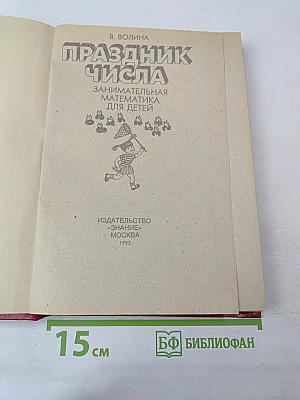 В. ВОЛИНА
ПРАЗДНИК
ЧИСЛА
ЗАНИМАТЕЛЬНАЯ
МАТЕМАТИКА
ДЛЯ ДЕТЕЙ
ИЗДАТЕЛЬСТВО
«ЗНАНИЕ»
МОСКВА
1993
15 см
БФ БИБЛИОФАН